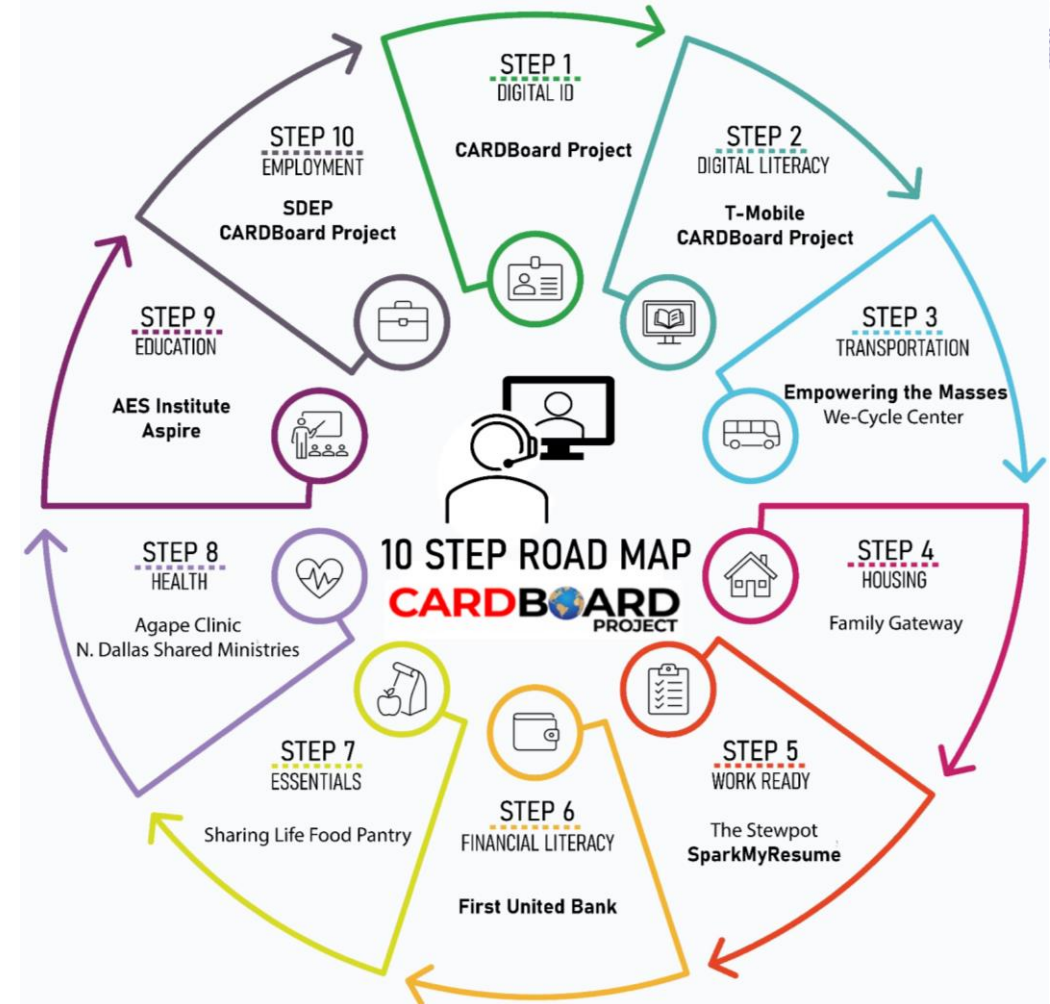 STEP 1
DIGITAL ID
CARDBoard Project
STEP 2
DIGITAL LITERACY
T-Mobile
CARDBoard Project
STEP 3
TRANSPORTATION
Empowering the Masses
We-Cycle Center
STEP 4
HOUSING
Family Gateway
STEP 5
WORK READY
The Stewpot
SparkMyResume
STEP 6
FINANCIAL LITERACY
First United Bank
STEP 7
ESSENTIALS
Sharing Life Food Pantry
STEP 8
HEALTH
Agape Clinic
N. Dallas Shared Ministries
STEP 9
EDUCATION
AES Institute
Aspire
STEP 10
EMPLOYMENT
SDEP
CARDBoard Project
10 STEP ROAD MAP
CARDBOARD
PROJECT